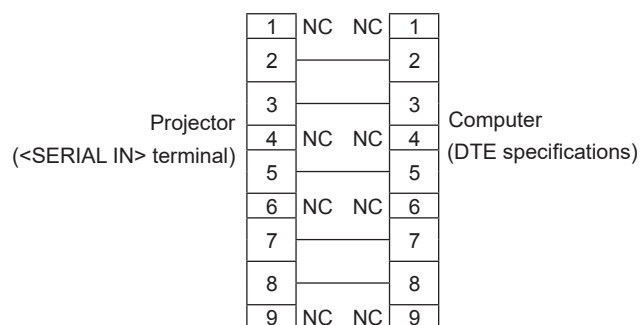 1 NC NC 1
2 2
3 3
Projector
(<SERIAL IN> terminal)
4 NC NC 4
Computer
(DTE specifications)
5 5
6 NC NC 6
7 7
8 8
9 NC NC 9